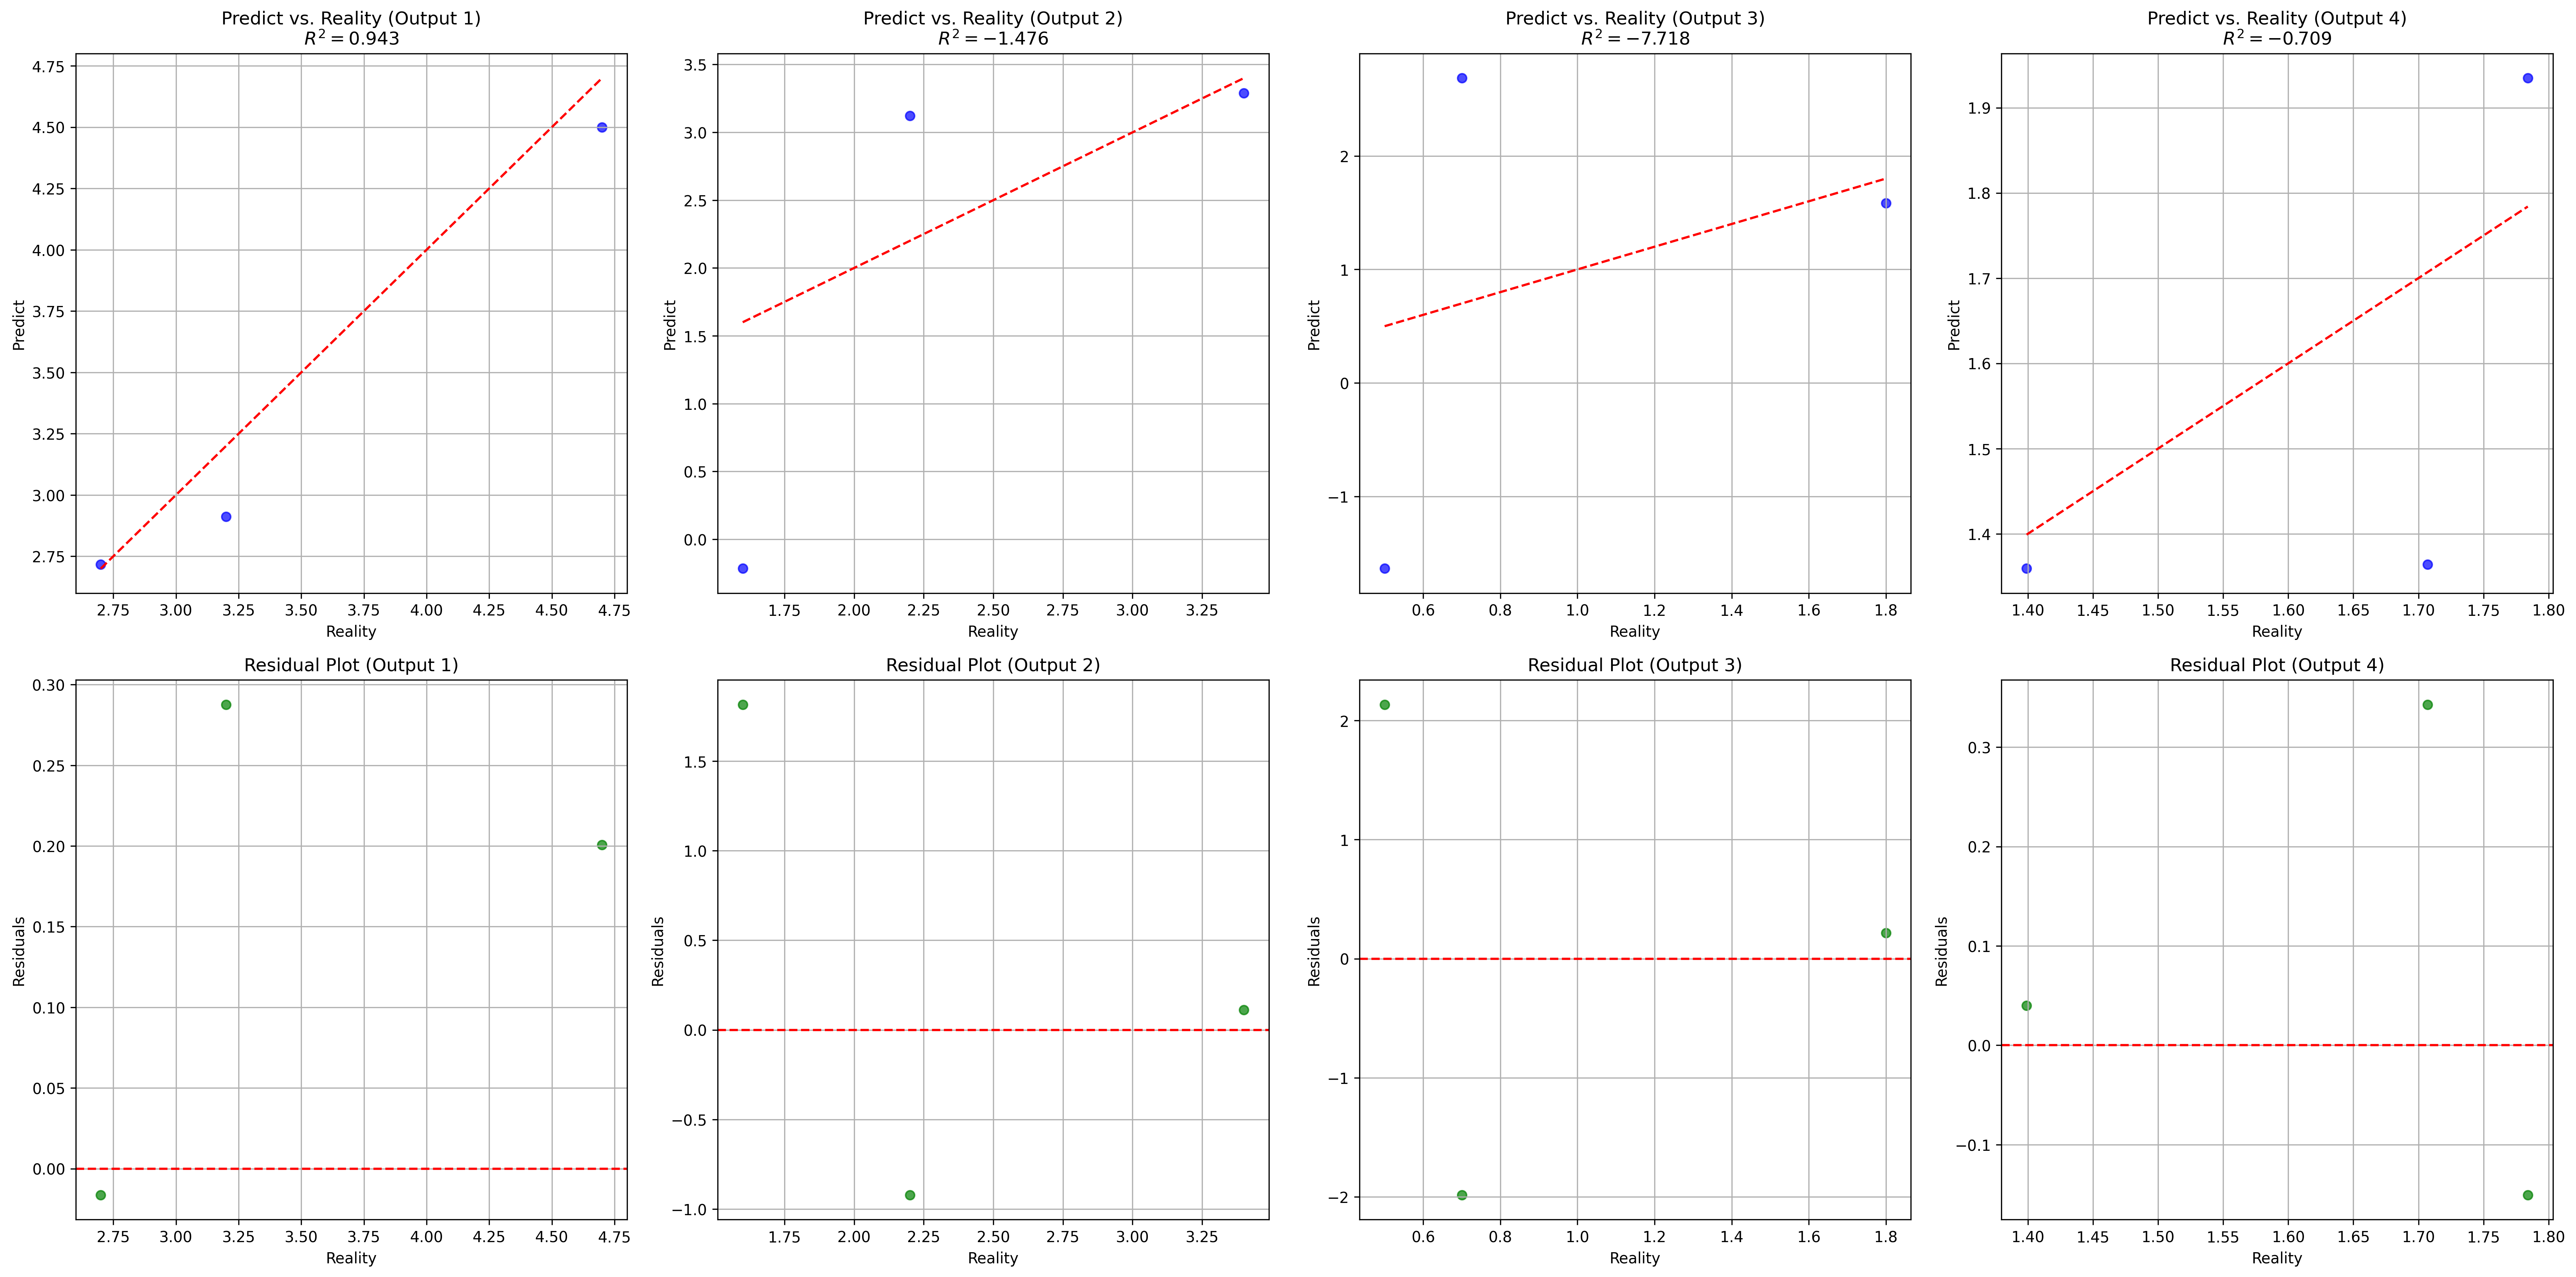 Predict vs. Reality (Output 1)
R² = 0.943
4.75
4.50
4.25
4.00
3.75
3.50
3.25
3.00
2.75
Predict
2.75 3.00 3.25 3.50 3.75 4.00 4.25 4.50 4.75
Reality
Predict vs. Reality (Output 2)
R² = −1.476
3.5
3.0
2.5
2.0
1.5
1.0
0.5
0.0
Predict
1.75 2.00 2.25 2.50 2.75 3.00 3.25
Reality
Predict vs. Reality (Output 3)
R² = −7.718
2
1
0
−1
Predict
0.6 0.8 1.0 1.2 1.4 1.6 1.8
Reality
Predict vs. Reality (Output 4)
R² = −0.709
1.9
1.8
1.7
1.6
1.5
1.4
Predict
1.40 1.45 1.50 1.55 1.60 1.65 1.70 1.75 1.80
Reality
Residual Plot (Output 1)
0.30
0.25
0.20
0.15
0.10
0.05
0.00
Residuals
2.75 3.00 3.25 3.50 3.75 4.00 4.25 4.50 4.75
Reality
Residual Plot (Output 2)
1.5
1.0
0.5
0.0
−0.5
−1.0
Residuals
1.75 2.00 2.25 2.50 2.75 3.00 3.25
Reality
Residual Plot (Output 3)
2
1
0
−1
−2
Residuals
0.6 0.8 1.0 1.2 1.4 1.6 1.8
Reality
Residual Plot (Output 4)
0.3
0.2
0.1
0.0
−0.1
Residuals
1.40 1.45 1.50 1.55 1.60 1.65 1.70 1.75 1.80
Reality